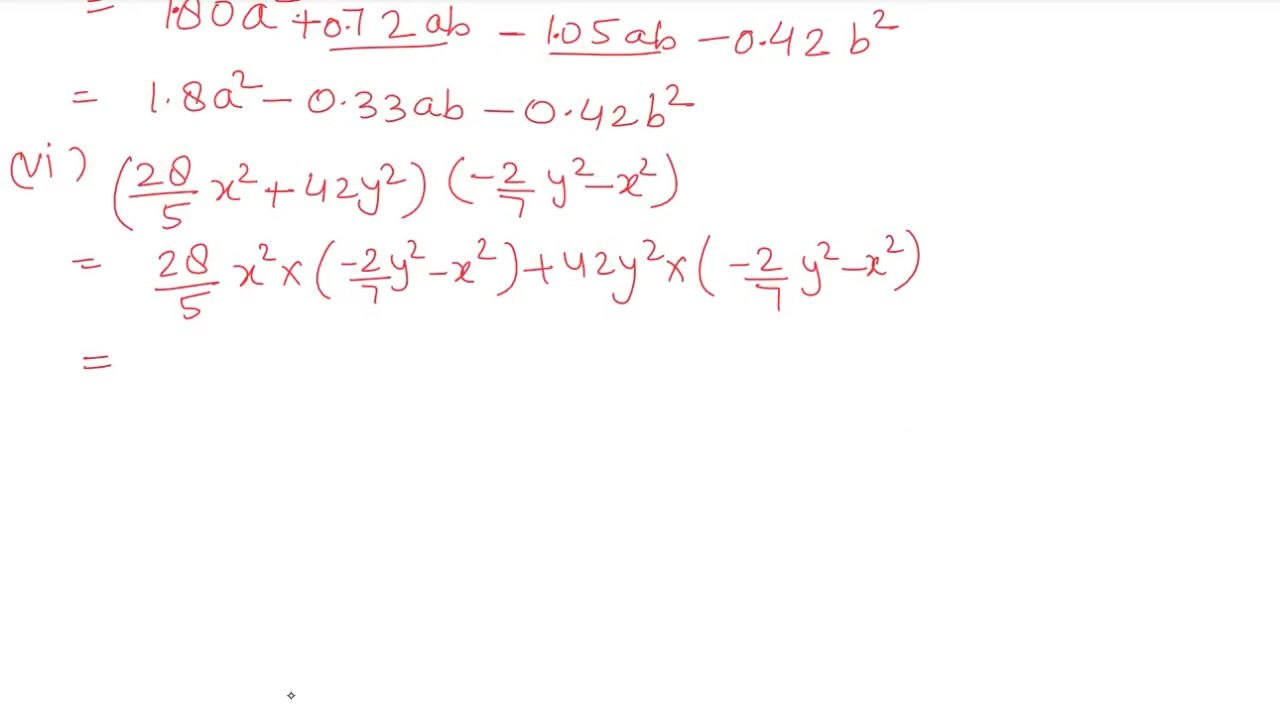 = 1.80a² + 0.72ab - 1.05ab - 0.42b²
= 1.8a² - 0.33ab - 0.42b²
(vi) (28/5 x² + 42y²) (-2/7 y² - x²)
= 28/5 x² × (-2/7 y² - x²) + 42y² × (-2/7 y² - x²)
=